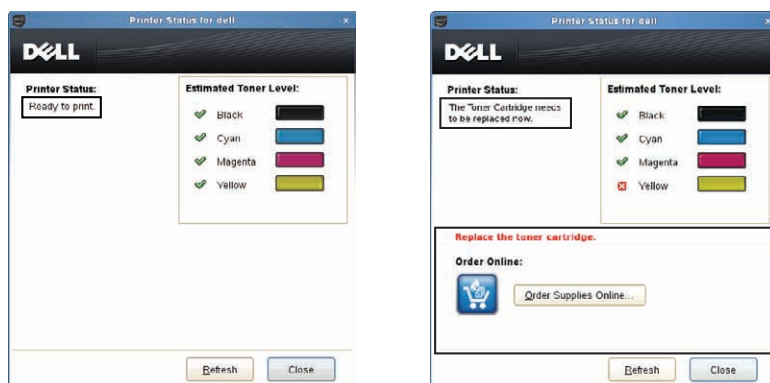 Printer Status for dell
DELL
Printer Status:
Ready to print.
Estimated Toner Level:
Black
Cyan
Magenta
Yellow
Refresh
Close
Printer Status for dell
DELL
Printer Status:
The Toner Cartridge needs
to be replaced now.
Estimated Toner Level:
Black
Cyan
Magenta
Yellow
Replace the toner cartridge.
Order Online:
Order Supplies Online...
Refresh
Close